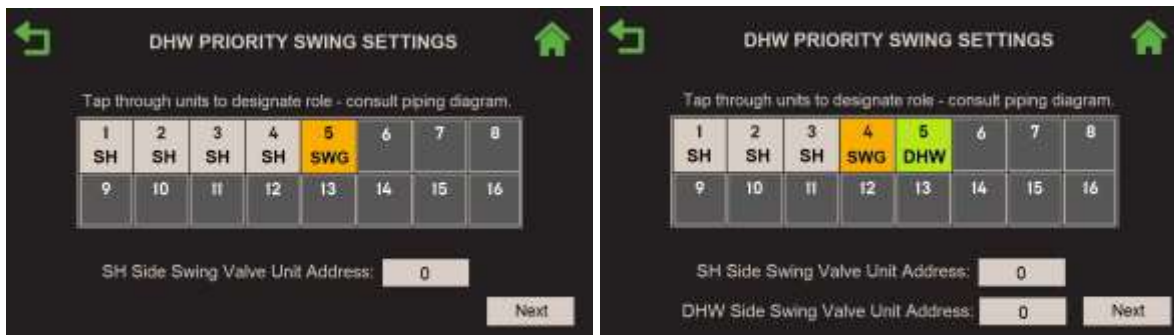 DHW PRIORITY SWING SETTINGS
Tap through units to designate role - consult piping diagram.
1 2 3 4 5 6 7 8
SH SH SH SH SWG
9 10 11 12 13 14 15 16
SH Side Swing Valve Unit Address: 0
Next
DHW PRIORITY SWING SETTINGS
Tap through units to designate role - consult piping diagram.
1 2 3 4 5 6 7 8
SH SH SH SWG DHW
9 10 11 12 13 14 15 16
SH Side Swing Valve Unit Address: 0
DHW Side Swing Valve Unit Address: 0 Next